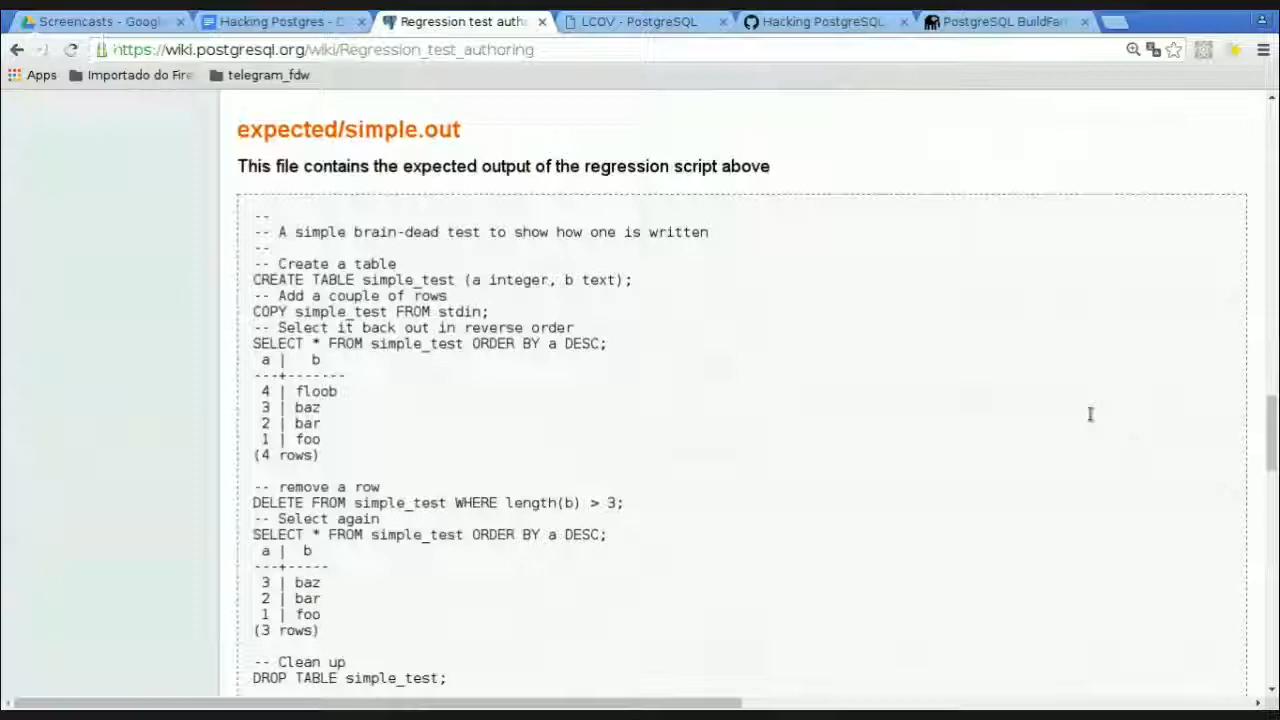 Screencasts - Googl
Hacking Postgres - D
Regression test auth
LCOV - PostgreSQL
Hacking PostgreSQL
PostgreSQL BuildFar
https://wiki.postgresql.org/wiki/Regression_test_authoring
Apps
Importado do Fire
telegram_fdw
expected/simple.out
This file contains the expected output of the regression script above
--
-- A simple brain-dead test to show how one is written
--
-- Create a table
CREATE TABLE simple_test (a integer, b text);
-- Add a couple of rows
COPY simple_test FROM stdin;
-- Select it back out in reverse order
SELECT * FROM simple_test ORDER BY a DESC;
a | b
---+-------
4 | floob
3 | baz
2 | bar
1 | foo
(4 rows)
-- remove a row
DELETE FROM simple_test WHERE length(b) > 3;
-- Select again
SELECT * FROM simple_test ORDER BY a DESC;
a | b
---+-----
3 | baz
2 | bar
1 | foo
(3 rows)
-- Clean up
DROP TABLE simple_test;